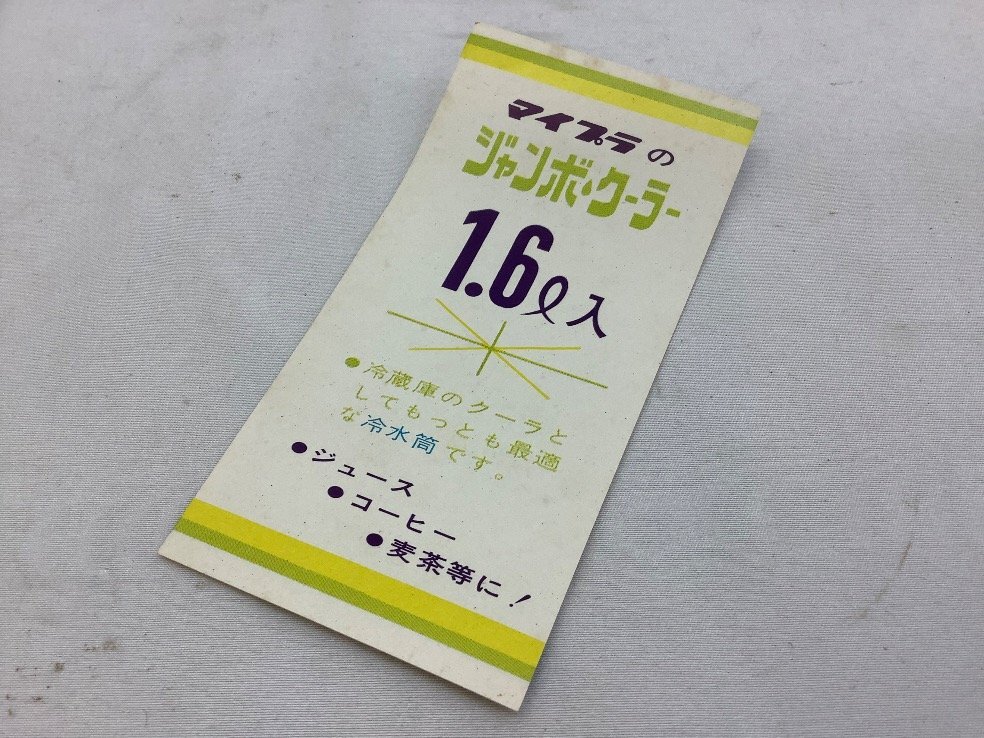 マイプラの
ジャンボ・クーラー
1.6ℓ入
●冷蔵庫のクーラと
してもっとも最適
な冷水筒です。
●ジュース
●コーヒー
●麦茶等に!